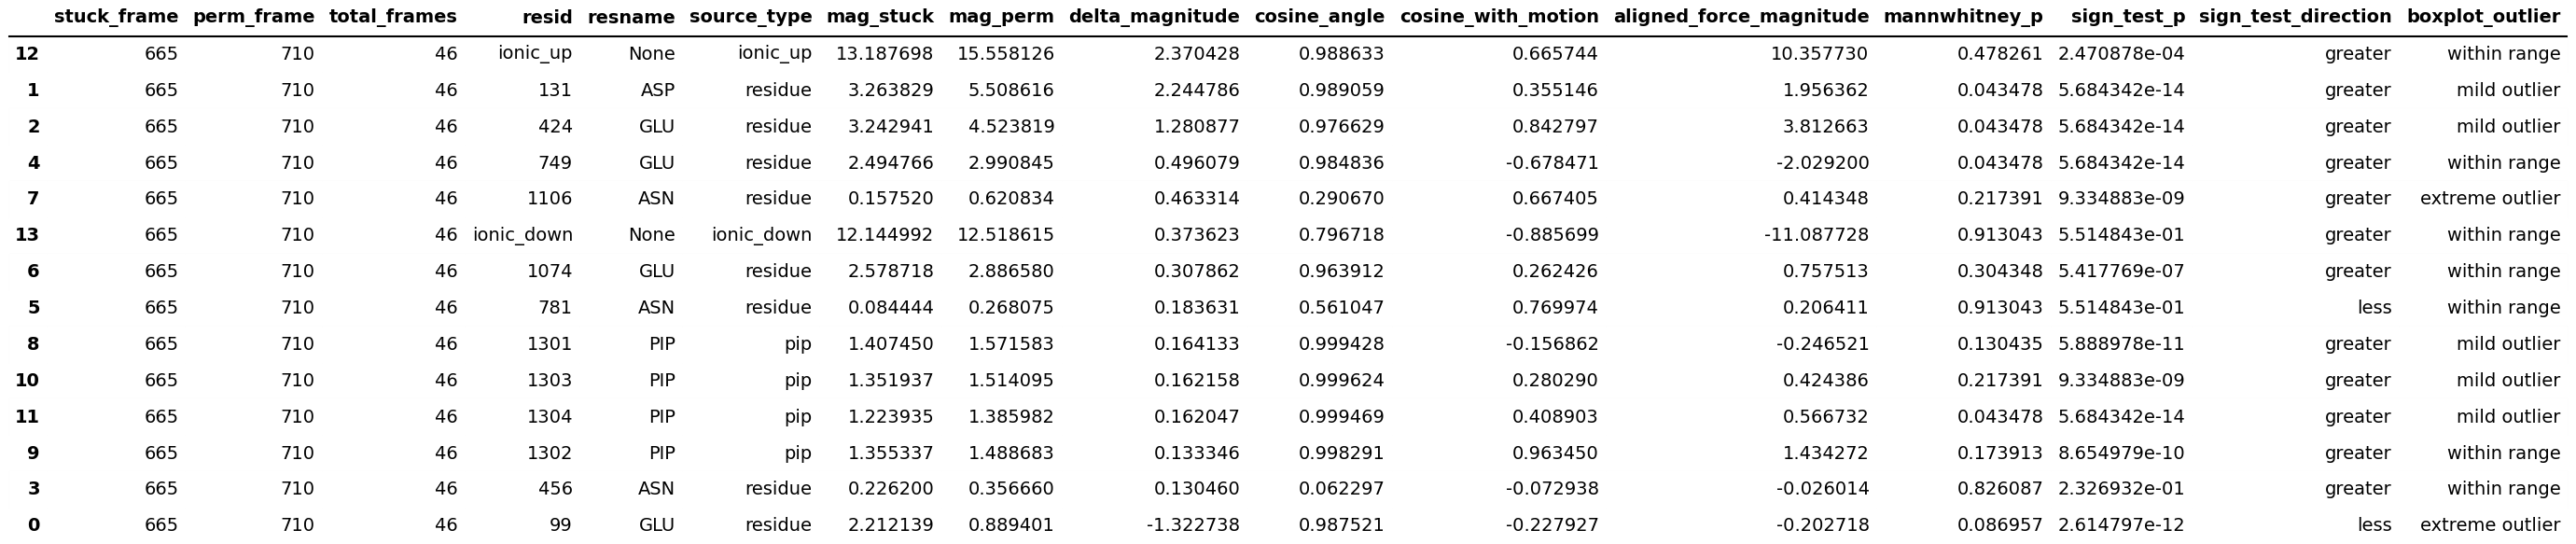 stuck_frame perm_frame total_frames resid resname source_type mag_stuck mag_perm delta_magnitude cosine_angle cosine_with_motion aligned_force_magnitude mannwhitney_p sign_test_p sign_test_direction boxplot_outlier
12 665 710 46 ionic_up None ionic_up 13.187698 15.558126 2.370428 0.988633 0.665744 10.357730 0.478261 2.470878e-04 greater within range
1 665 710 46 131 ASP residue 3.263829 5.508616 2.244786 0.989059 0.355146 1.956362 0.043478 5.684342e-14 greater mild outlier
2 665 710 46 424 GLU residue 3.242941 4.523819 1.280877 0.976629 0.842797 3.812663 0.043478 5.684342e-14 greater mild outlier
4 665 710 46 749 GLU residue 2.494766 2.990845 0.496079 0.984836 -0.678471 -2.029200 0.043478 5.684342e-14 greater within range
7 665 710 46 1106 ASN residue 0.157520 0.620834 0.463314 0.290670 0.667405 0.414348 0.217391 9.334883e-09 greater extreme outlier
13 665 710 46 ionic_down None ionic_down 12.144992 12.518615 0.373623 0.796718 -0.885699 -11.087728 0.913043 5.514843e-01 greater within range
6 665 710 46 1074 GLU residue 2.578718 2.886580 0.307862 0.963912 0.262426 0.757513 0.304348 5.417769e-07 greater within range
5 665 710 46 781 ASN residue 0.084444 0.268075 0.183631 0.561047 0.769974 0.206411 0.913043 5.514843e-01 less within range
8 665 710 46 1301 PIP pip 1.407450 1.571583 0.164133 0.999428 -0.156862 -0.246521 0.130435 5.888978e-11 greater mild outlier
10 665 710 46 1303 PIP pip 1.351937 1.514095 0.162158 0.999624 0.280290 0.424386 0.217391 9.334883e-09 greater mild outlier
11 665 710 46 1304 PIP pip 1.223935 1.385982 0.162047 0.999469 0.408903 0.566732 0.043478 5.684342e-14 greater mild outlier
9 665 710 46 1302 PIP pip 1.355337 1.488683 0.133346 0.998291 0.963450 1.434272 0.173913 8.654979e-10 greater within range
3 665 710 46 456 ASN residue 0.226200 0.356660 0.130460 0.062297 -0.072938 -0.026014 0.826087 2.326932e-01 greater within range
0 665 710 46 99 GLU residue 2.212139 0.889401 -1.322738 0.987521 -0.227927 -0.202718 0.086957 2.614797e-12 less extreme outlier